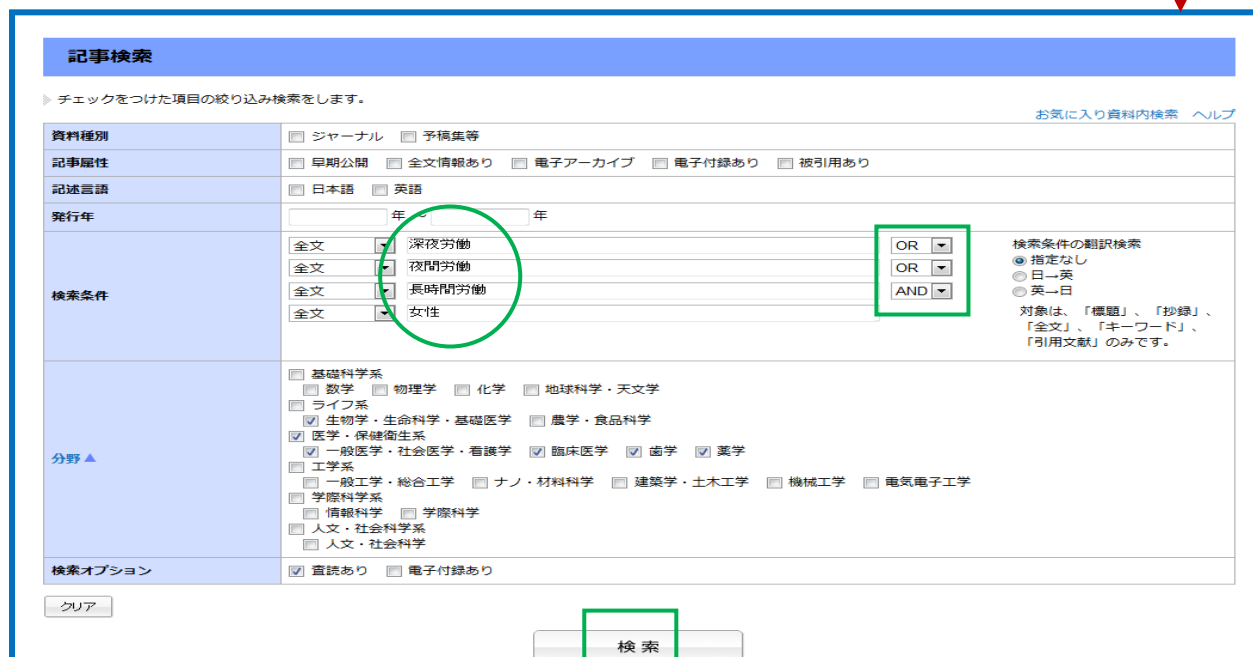 記事検索
チェックをつけた項目の絞り込み検索をします。
お気に入り資料内検索 ヘルプ
資料種別 ジャーナル 予稿集等
記事属性 早期公開 全文情報あり 電子アーカイブ 電子付録あり 被引用あり
記述言語 日本語 英語
発行年 年 ~ 年
検索条件
全文 深夜労働 OR
全文 夜間労働 OR
全文 長時間労働 AND
全文 女性
検索条件の翻訳検索
指定なし
日→英
英→日
対象は、「標題」、「抄録」、
「全文」、「キーワード」、
「引用文献」のみです。
分野▲
基礎科学系
数学 物理学 化学 地球科学・天文学
ライフ系
生物学・生命科学・基礎医学 農学・食品科学
医学・保健衛生系
一般医学・社会医学・看護学 臨床医学 歯学 薬学
工学系
一般工学・総合工学 ナノ・材料科学 建築学・土木工学 機械工学 電気電子工学
学際科学系
情報科学 学際科学
人文・社会科学系
人文・社会科学
検索オプション 査読あり 電子付録あり
クリア
検索